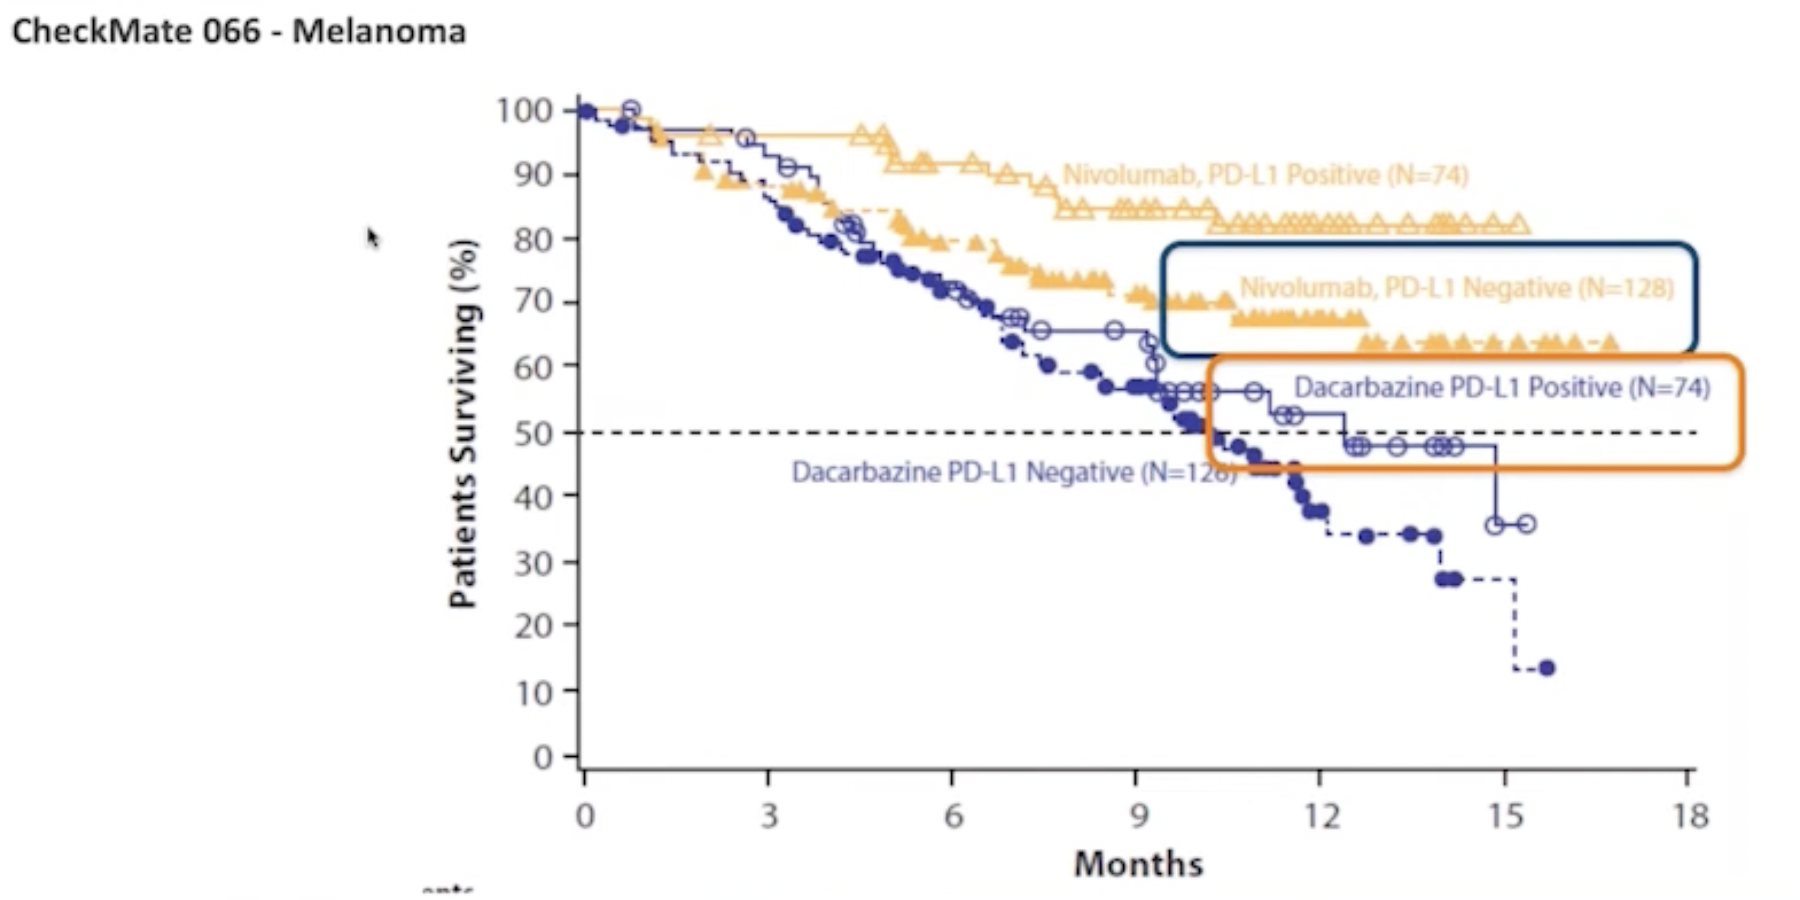 CheckMate 066 - Melanoma
Patients Surviving (%)
100
90
80
70
60
50
40
30
20
10
0
Nivolumab, PD-L1 Positive (N=74)
Nivolumab, PD-L1 Negative (N=128)
Dacarbazine PD-L1 Positive (N=74)
Dacarbazine PD-L1 Negative (N=126)
0 3 6 9 12 15 18
Months